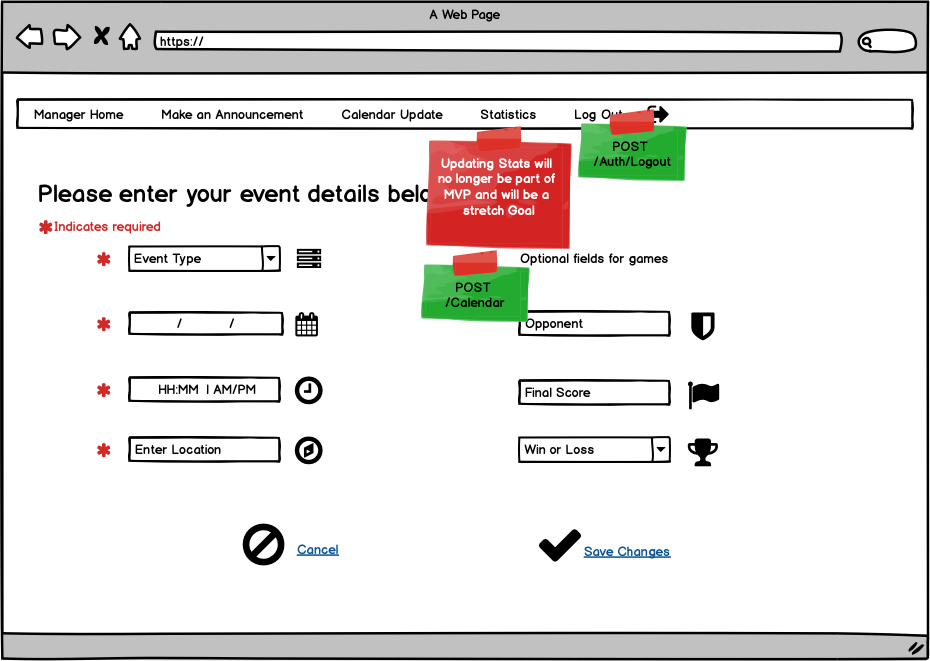 A Web Page
https://
Manager Home
Make an Announcement
Calendar Update
Statistics
Log Out
POST
/Auth/Logout
Updating Stats will
no longer be part of
MVP and will be a
stretch Goal
Please enter your event details
Indicates required
Event Type
Optional fields for games
POST
/Calendar
/ /
Opponent
HH:MM | AM/PM
Final Score
Enter Location
Win or Loss
Cancel
Save Changes